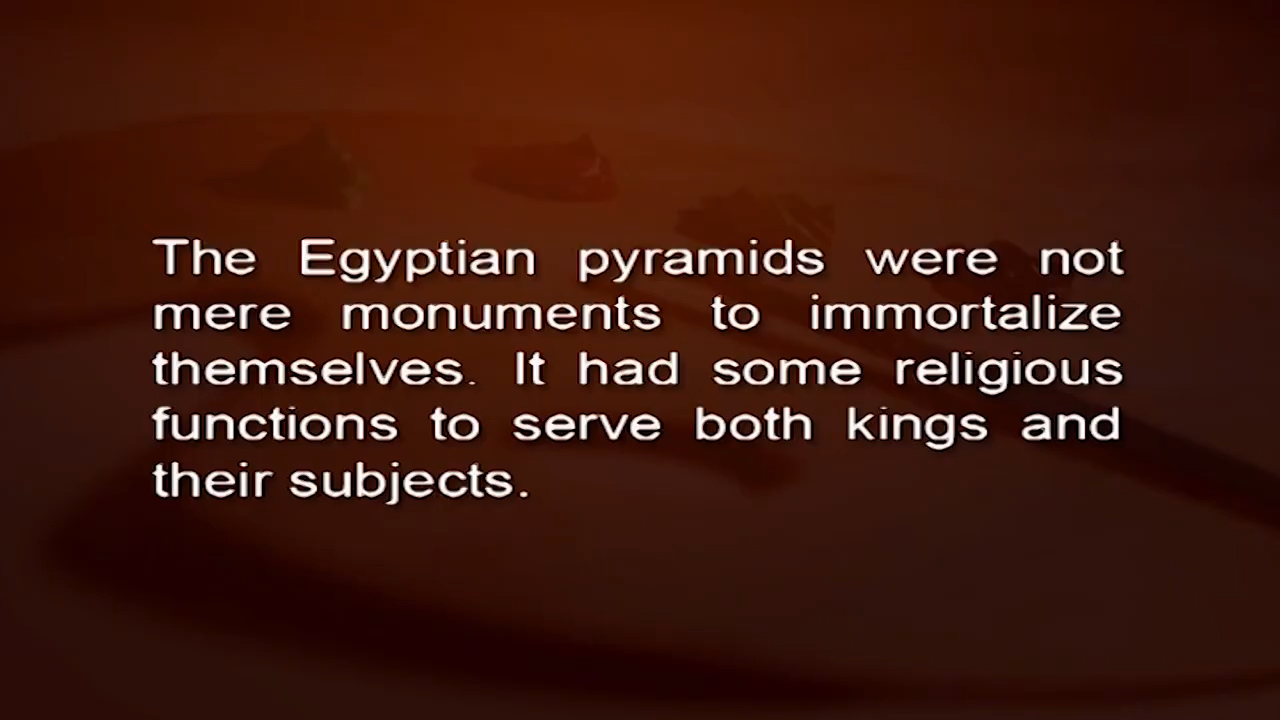 The Egyptian pyramids were not
mere monuments to immortalize
themselves. It had some religious
functions to serve both kings and
their subjects.